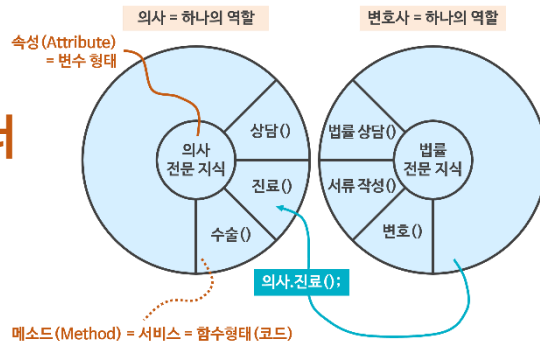 의사 = 하나의 역할
변호사 = 하나의 역할
속성(Attribute)
= 변수 형태
의사
전문 지식
상담()
진료()
수술()
법률 상담()
서류 작성()
변호()
법률
전문 지식
의사.진료();
메소드(Method) = 서비스 = 함수형태(코드)